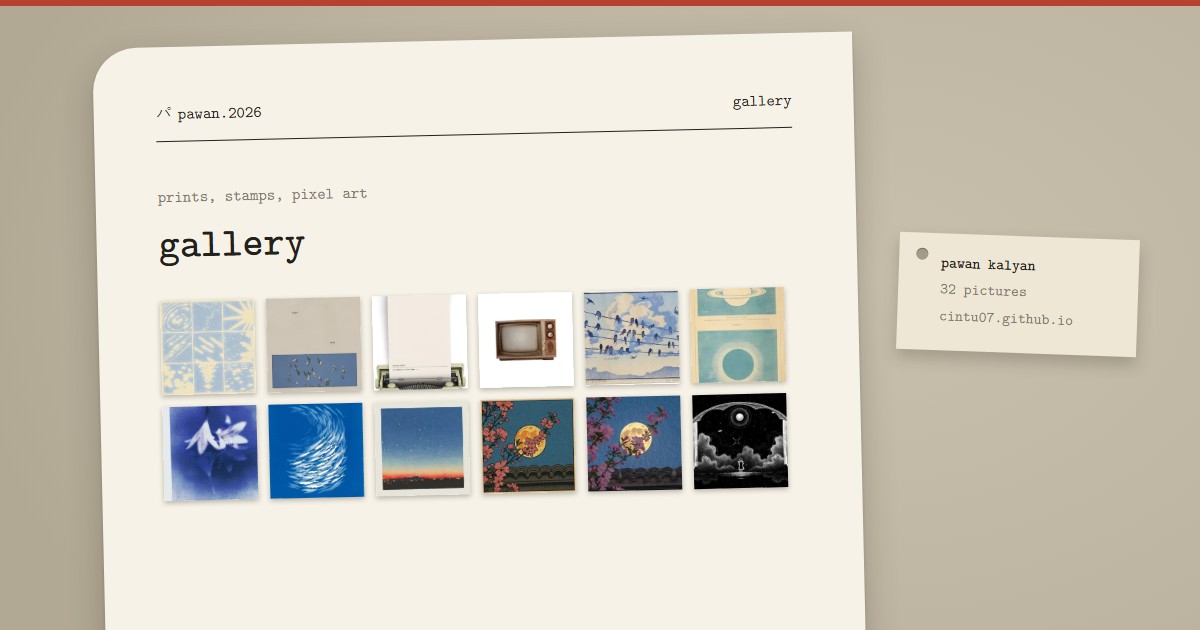 パ pawan.2026
gallery
prints, stamps, pixel art
gallery
pawan kalyan
32 pictures
cintu07.github.io